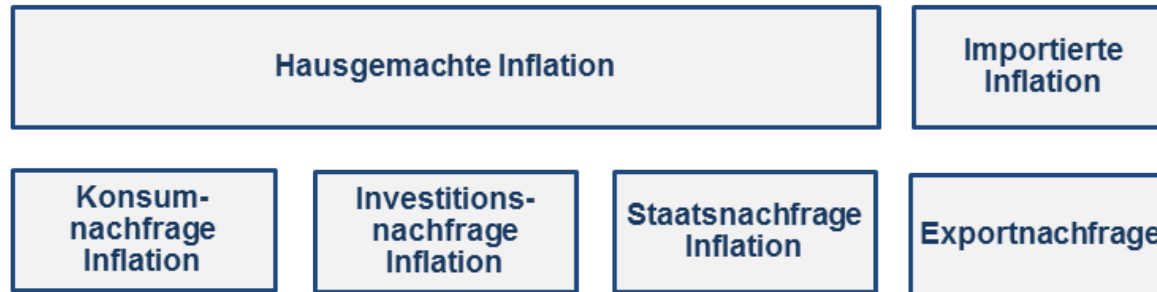 Hausgemachte Inflation
Importierte
Inflation
Konsum-
nachfrage
Inflation
Investitions-
nachfrage
Inflation
Staatsnachfrage
Inflation
Exportnachfrage